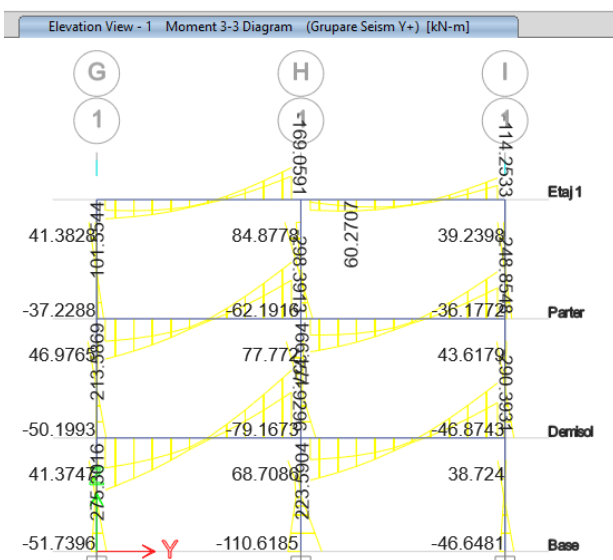 Elevation View - 1 Moment 3-3 Diagram (Grupare Seism Y+) [kN-m]
G H I
1 1
169.0591
114.2533
Etaj 1
41.3828 101.5544 84.8778 60.2707 39.2398
268.3913 248.8548
-37.2288 -62.1916 -36.1772 Parter
46.9765 213.5869 77.772 43.6179
290.3931
-50.1993 -79.1673 -46.8743 Demisol
41.3747 275.3016 68.7086 223.5904 38.724
-51.7396 Y -110.6185 -46.6481 Base